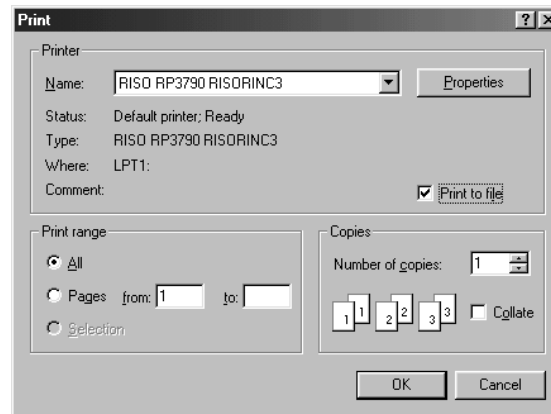 Print
Printer
Name: RISO RP3790 RISORINC3 Properties
Status: Default printer; Ready
Type: RISO RP3790 RISORINC3
Where: LPT1:
Comment: Print to file
Print range
All
Pages from: 1 to:
Selection
Copies
Number of copies: 1
1 1 2 2 3 3 Collate
OK Cancel